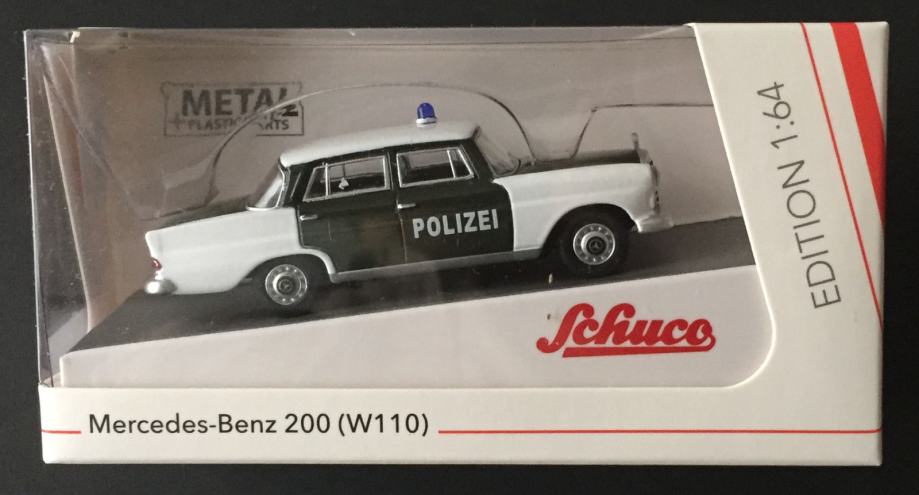 METAL
+PLASTIC PARTS
EDITION 1:64
POLIZEI
Schuco
Mercedes-Benz 200 (W110)